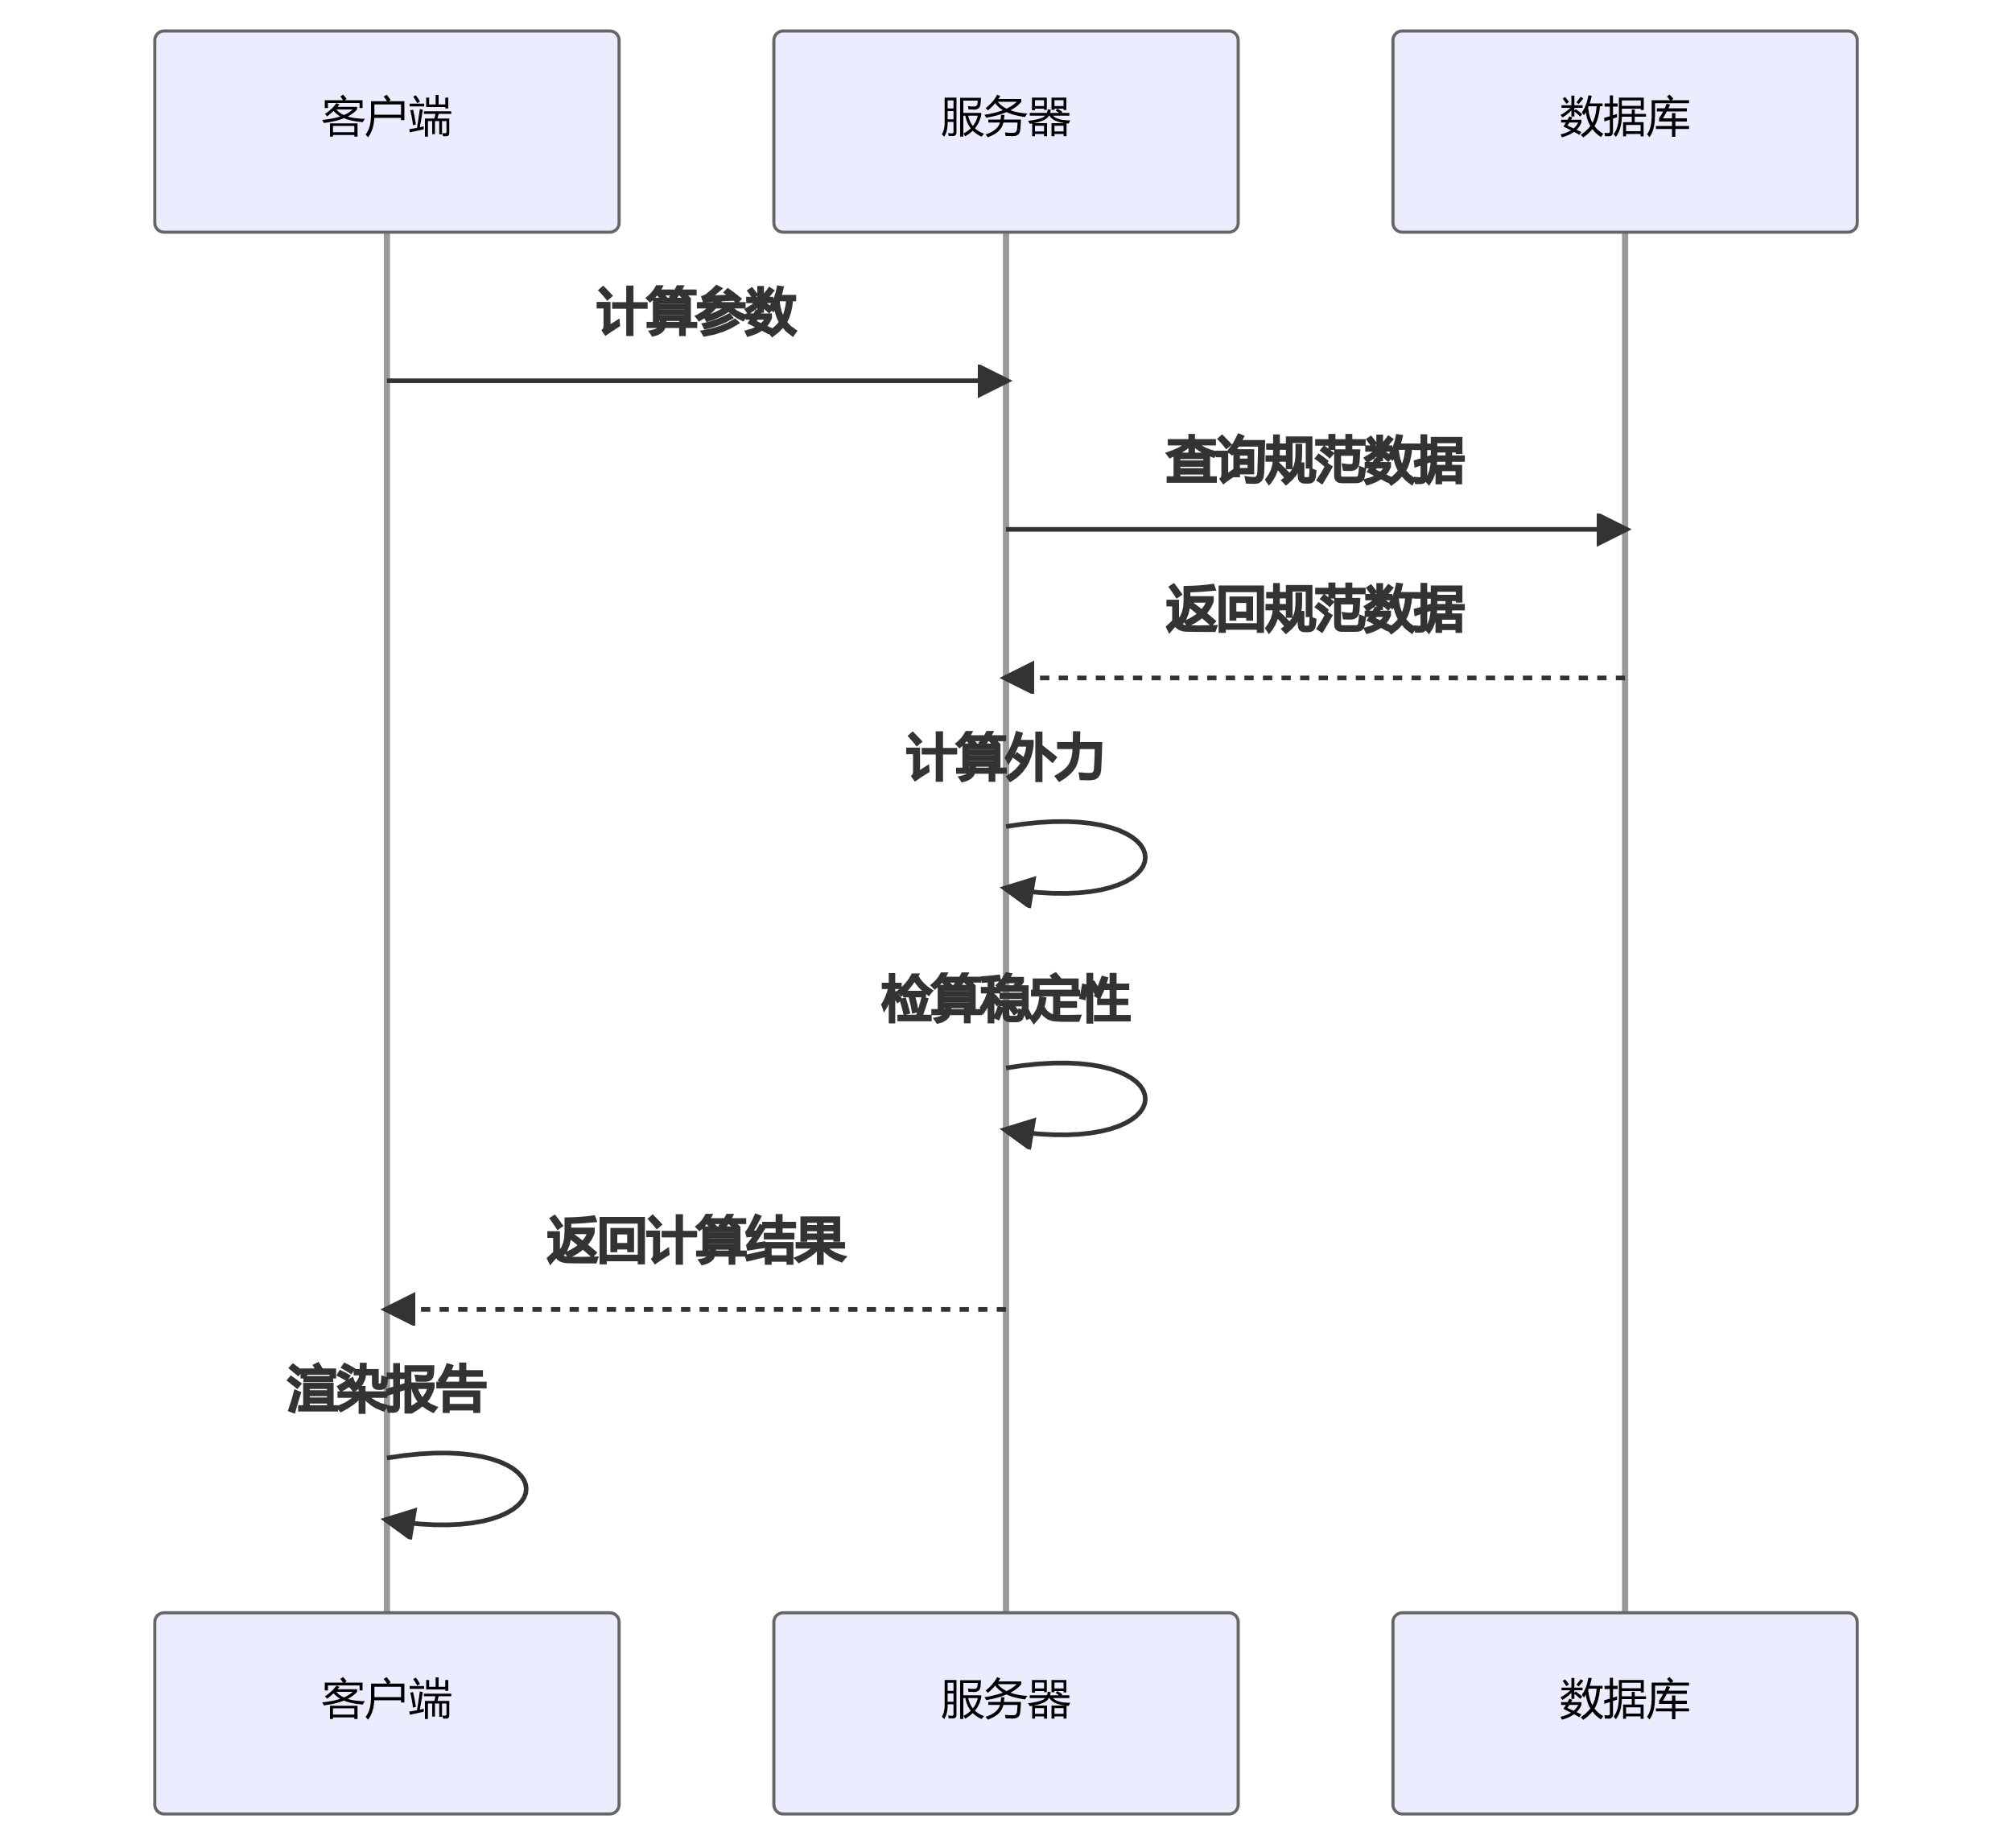 客户端
服务器
数据库
计算参数
查询规范数据
返回规范数据
计算外力
检算稳定性
返回计算结果
渲染报告
客户端
服务器
数据库